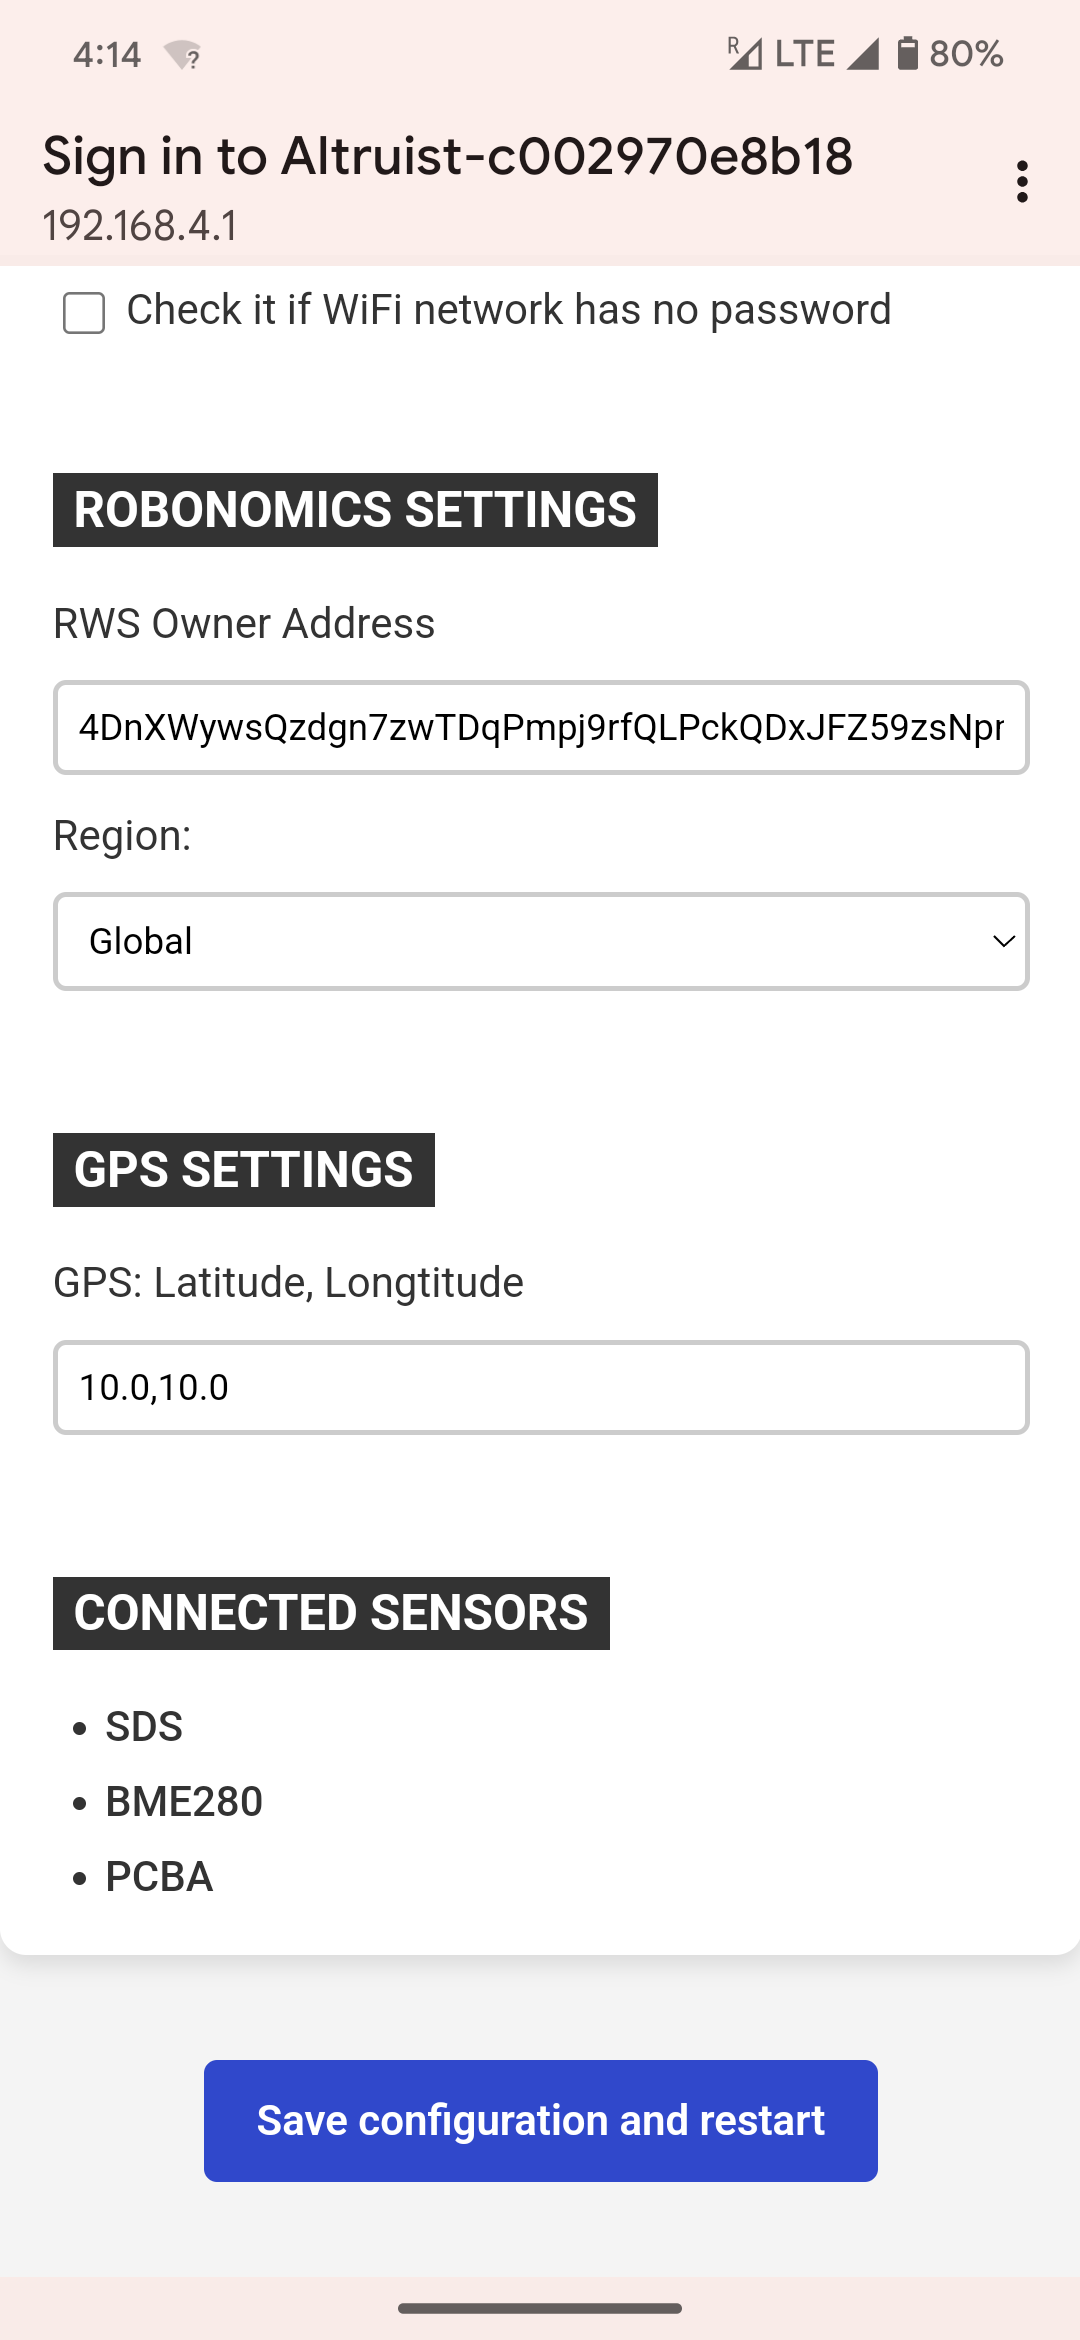 4:14
R LTE 80%
Sign in to Altruist-c002970e8b18
192.168.4.1
Check it if WiFi network has no password
ROBONOMICS SETTINGS
RWS Owner Address
4DnXWywsQzdgn7zwTDqPmpj9rfQLPckQDxJFZ59zsNpr
Region:
Global
GPS SETTINGS
GPS: Latitude, Longtitude
10.0,10.0
CONNECTED SENSORS
• SDS
• BME280
• PCBA
Save configuration and restart